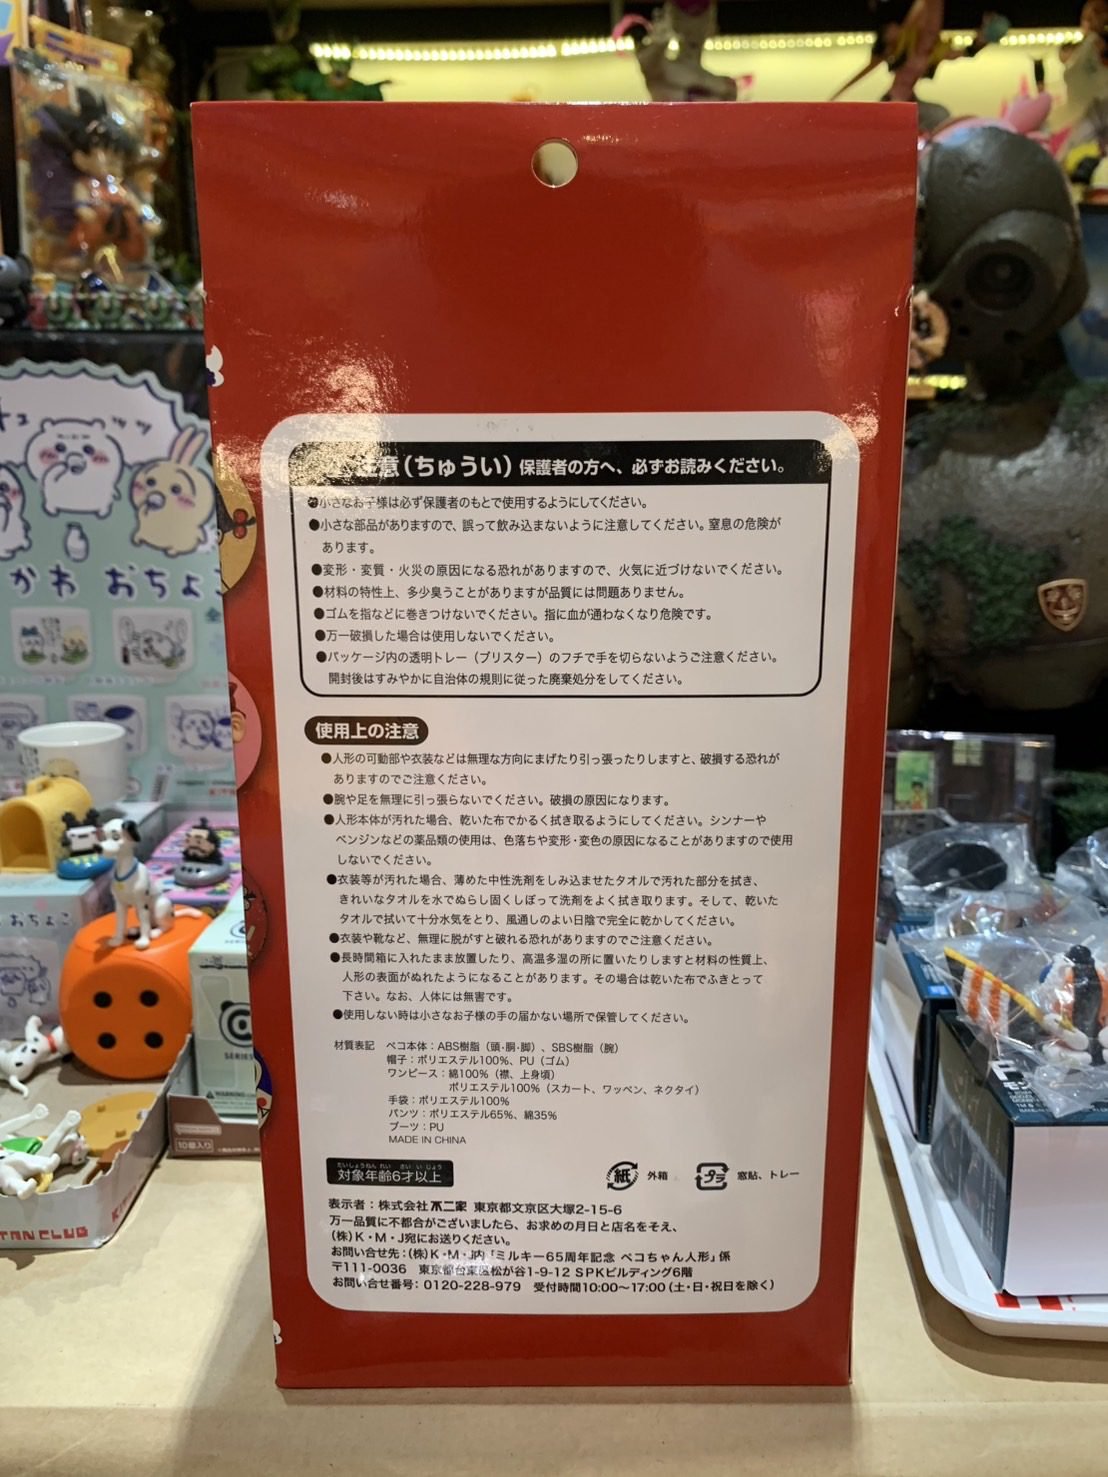 注意(ちゅうい) 保護者の方へ、必ずお読みください。
●小さなお子様は必ず保護者のもとで使用するようにしてください。
●小さな部品がありますので、誤って飲み込まないように注意してください。窒息の危険が
あります。
●変形・変質・火災の原因になる恐れがありますので、火気に近づけないでください。
●材料の特性上、多少臭うことがありますが品質には問題ありません。
●ゴムを指などに巻きつけないでください。指に血が通わなくなり危険です。
●万一破損した場合は使用しないでください。
●パッケージ内の透明トレー(ブリスター)のフチで手を切らないようご注意ください。
開封後はすみやかに自治体の規則に従った廃棄処分をしてください。
使用上の注意
●人形の可動部や衣装などは無理な方向にまげたり引っ張ったりしますと、破損する恐れが
ありますのでご注意ください。
●腕や足を無理に引っ張らないでください。破損の原因になります。
●人形本体が汚れた場合、乾いた布でかるく拭き取るようにしてください。シンナーや
ベンジンなどの薬品類の使用は、色落ちや変形・変色の原因になることがありますので使用
しないでください。
●衣装等が汚れた場合、薄めた中性洗剤をしみ込ませたタオルで汚れた部分を拭き、
きれいなタオルを水でぬらし固くしぼって洗剤をよく拭き取ります。そして、乾いた
タオルで拭いて十分水気をとり、風通しのよい日陰で完全に乾かしてください。
●衣装や靴など、無理に脱がすと破れる恐れがありますのでご注意ください。
●長時間箱に入れたまま放置したり、高温多湿の所に置いたりしますと材料の性質上、
人形の表面がぬれたようになることがあります。その場合は乾いた布でふきとって
下さい。なお、人体には無害です。
●使用しない時は小さなお子様の手の届かない場所で保管してください。
材質表記 ペコ本体:ABS樹脂(頭・胴・脚)、SBS樹脂(腕)
帽子:ポリエステル100%、PU(ゴム)
ワンピース:綿100%(襟、上身頃)
ポリエステル100%(スカート、ワッペン、ネクタイ)
手袋:ポリエステル100%
パンツ:ポリエステル65%、綿35%
ブーツ:PU
MADE IN CHINA
たいしょうねんれい さいいじょう
対象年齢6才以上
紙 外箱 プラ 窓貼、トレー
表示者:株式会社 不二家 東京都文京区大塚2-15-6
万一品質に不都合がございましたら、お求めの月日と店名をそえ、
(株)K・M・J宛にお送りください。
お問い合せ先:(株)K・M・J内「ミルキー65周年記念 ペコちゃん人形」係
〒111-0036 東京都台東区松が谷1-9-12 SPKビルディング6階
お問い合せ番号:0120-228-979 受付時間10:00~17:00(土・日・祝日を除く)
かわ おちょこ
おちょこ
SERIES
WARNING
10個入り
TAN CLUB